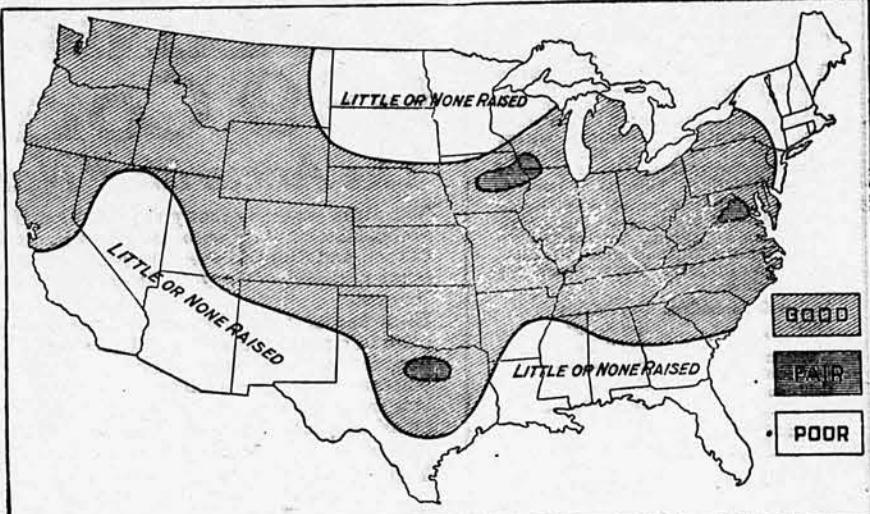 LITTLE OR NONE RAISED
LITTLE OR NONE RAISED
LITTLE OR NONE RAISED
GOOD
FAIR
POOR